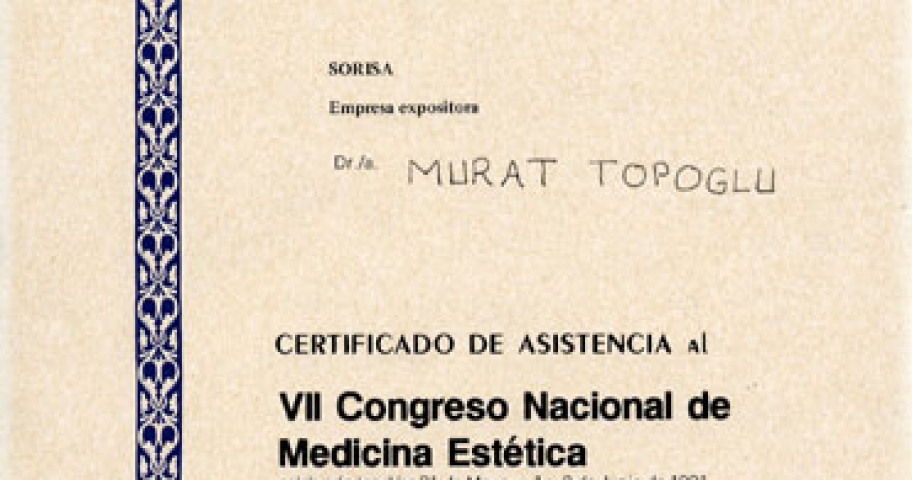 SORISA
Empresa expositora
Dr./a. MURAT TOPOGLU
CERTIFICADO DE ASISTENCIA al
VII Congreso Nacional de
Medicina Estética